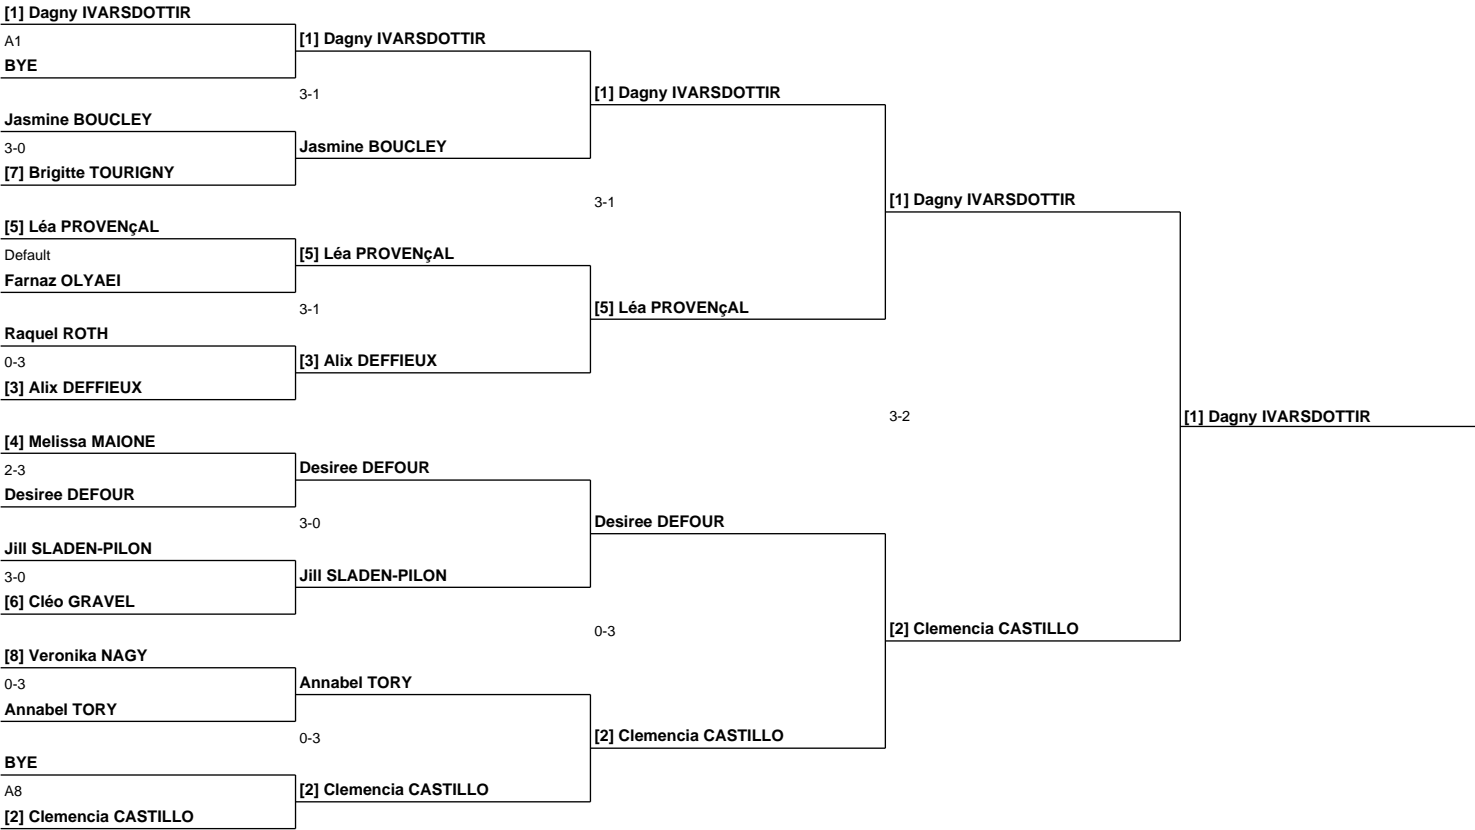 [1] Dagny IVARSDOTTIR
A1
BYE
Jasmine BOUCLEY
3-0
[7] Brigitte TOURIGNY
[5] Léa PROVENçAL
Default
Farnaz OLYAEI
Raquel ROTH
0-3
[3] Alix DEFFIEUX
[4] Melissa MAIONE
2-3
Desiree DEFOUR
Jill SLADEN-PILON
3-0
[6] Cléo GRAVEL
[8] Veronika NAGY
0-3
Annabel TORY
BYE
A8
[2] Clemencia CASTILLO
[1] Dagny IVARSDOTTIR
3-1
Jasmine BOUCLEY
[5] Léa PROVENçAL
3-1
[3] Alix DEFFIEUX
Desiree DEFOUR
3-0
Jill SLADEN-PILON
Annabel TORY
0-3
[2] Clemencia CASTILLO
[1] Dagny IVARSDOTTIR
3-1
[5] Léa PROVENçAL
Desiree DEFOUR
0-3
[2] Clemencia CASTILLO
[1] Dagny IVARSDOTTIR
3-2
[2] Clemencia CASTILLO
[1] Dagny IVARSDOTTIR